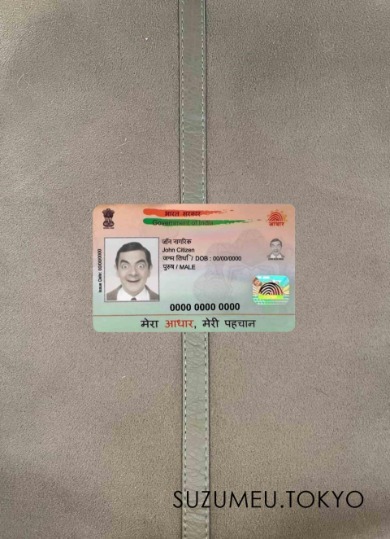 भारत सरकार
Government of India
आधार
जॉन नागरिक
John Citizen
जन्म तिथि / DOB : 00/00/0000
पुरुष / MALE
Issue Date: 00/00/0000
0000 0000 0000
मेरा आधार, मेरी पहचान
SUZUMEU.TOKYO